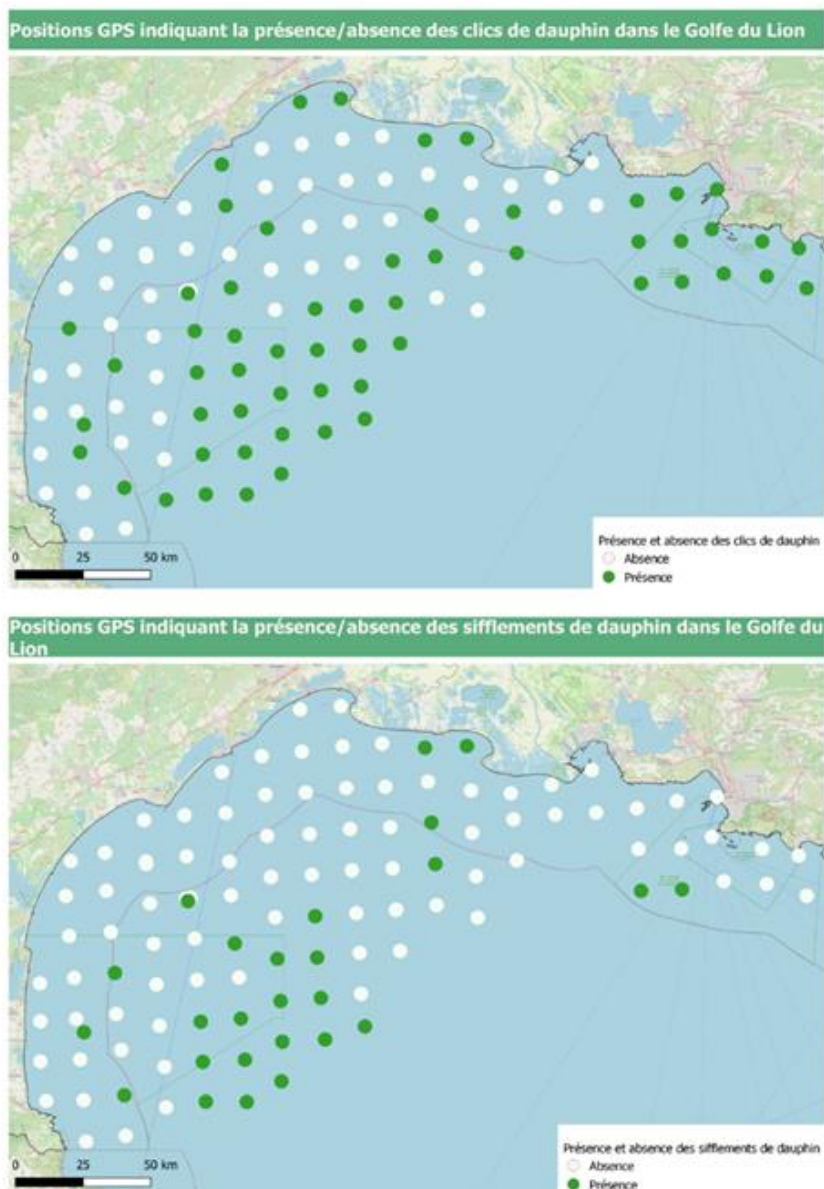 Positions GPS indiquant la présence/absence des clics de dauphin dans le Golfe du Lion
Présence et absence des clics de dauphin
Absence
Présence
0 25 50 km
Positions GPS indiquant la présence/absence des sifflements de dauphin dans le Golfe du
Lion
Présence et absence des sifflements de dauphin
Absence
Présence
0 25 50 km